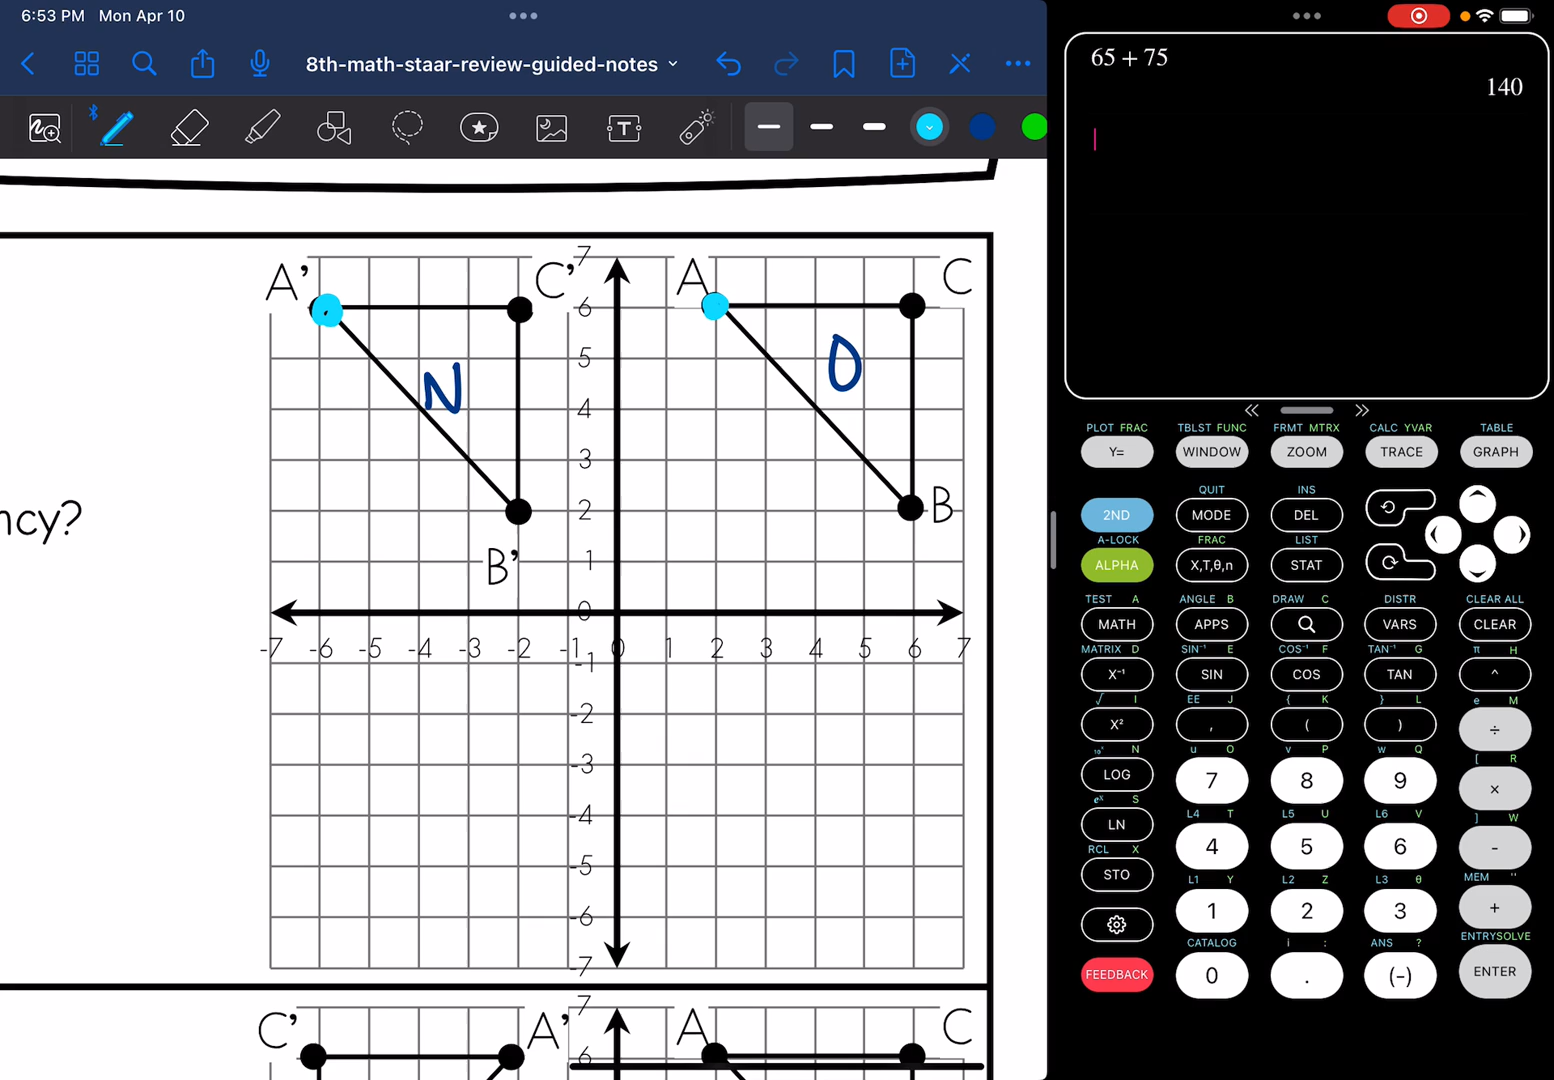 6:53 PM Mon Apr 10
8th-math-staar-review-guided-notes
65 + 75
140
ncy?
A’ C’ A C
N O
B’ B
7
6
5
4
3
2
1
0
-7 -6 -5 -4 -3 -2 -1 0 1 2 3 4 5 6 7
-1
-2
-3
-4
-5
-6
-7
C’ A’ 7 A C
6
PLOT FRAC TBLST FUNC FRMT MTRX CALC YVAR TABLE
Y= WINDOW ZOOM TRACE GRAPH
QUIT INS
2ND MODE DEL
A-LOCK FRAC LIST
ALPHA X,T,θ,n STAT
TEST A ANGLE B DRAW C DISTR CLEAR ALL
MATH APPS VARS CLEAR
MATRIX D SIN⁻¹ E COS⁻¹ F TAN⁻¹ G π H
X⁻¹ SIN COS TAN ^
√ I EE J { K } L e M
X² , ( ) ÷
10ˣ N u O v P w Q [ R
LOG 7 8 9 ×
eˣ S L4 T L5 U L6 V ] W
LN 4 5 6 -
RCL X L1 Y L2 Z L3 θ MEM "
STO 1 2 3 +
CATALOG i : ANS ? ENTRY SOLVE
FEEDBACK 0 . (-) ENTER